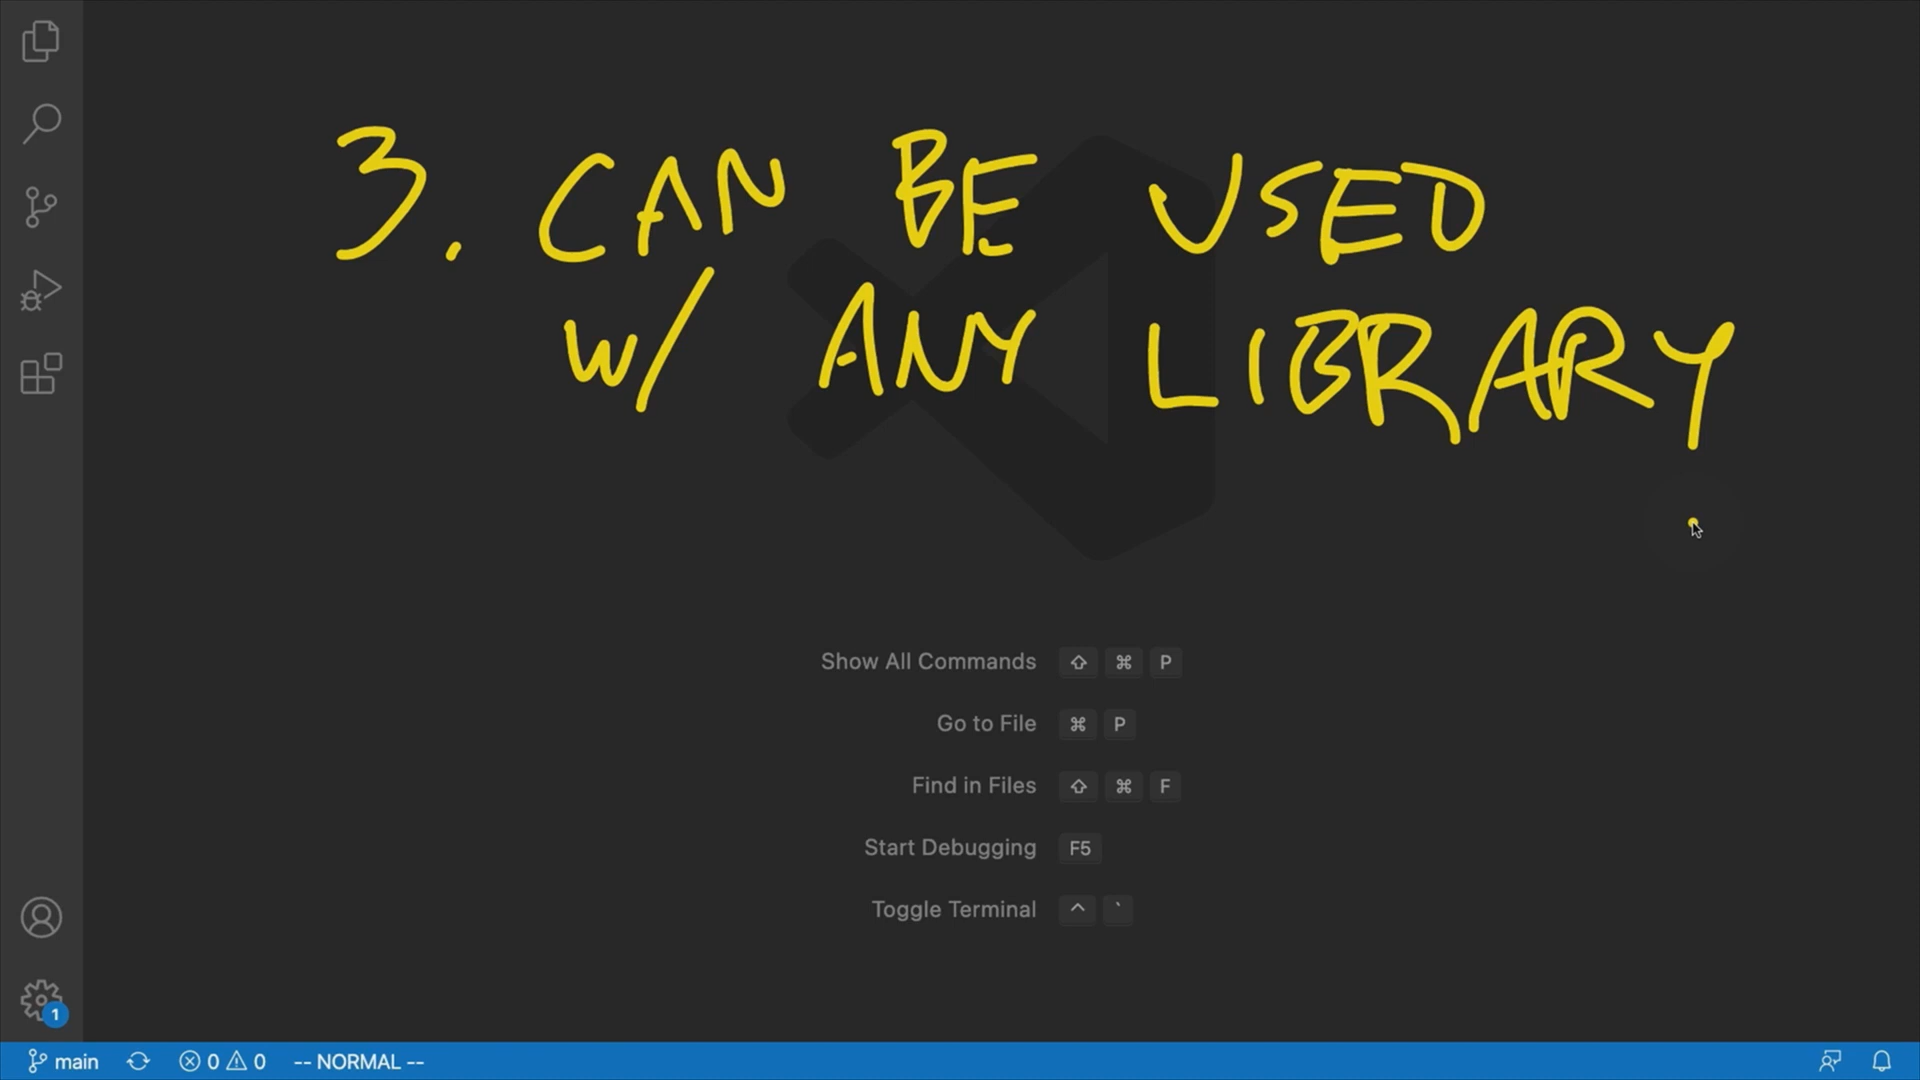 3. CAN BE USED
w/ ANY LIBRARY
Show All Commands ⇧ ⌘ P
Go to File ⌘ P
Find in Files ⇧ ⌘ F
Start Debugging F5
Toggle Terminal ^ `
1
main 0 0 -- NORMAL --